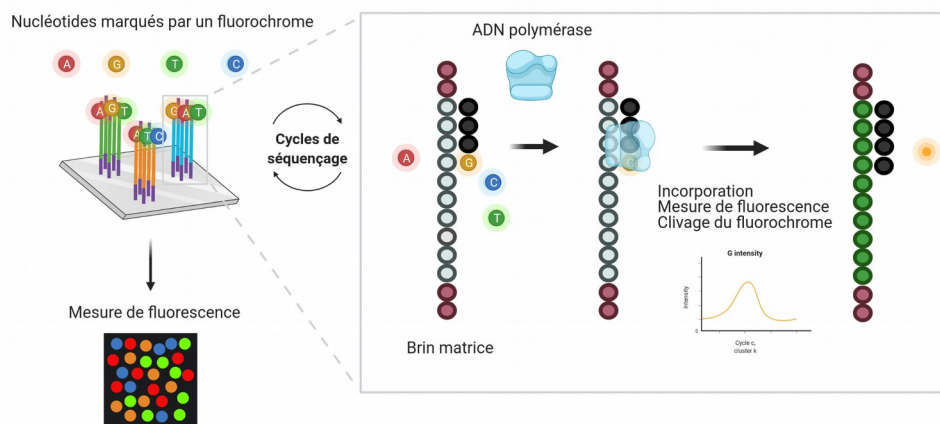 Nucléotides marqués par un fluorochrome
A
G
T
C
A
G
T
A
T
C
G
A
T
Cycles de
séquençage
Mesure de fluorescence
ADN polymérase
A
G
C
T
G
Brin matrice
Incorporation
Mesure de fluorescence
Clivage du fluorochrome
G intensity
Intensity
0
Cycle c,
cluster k